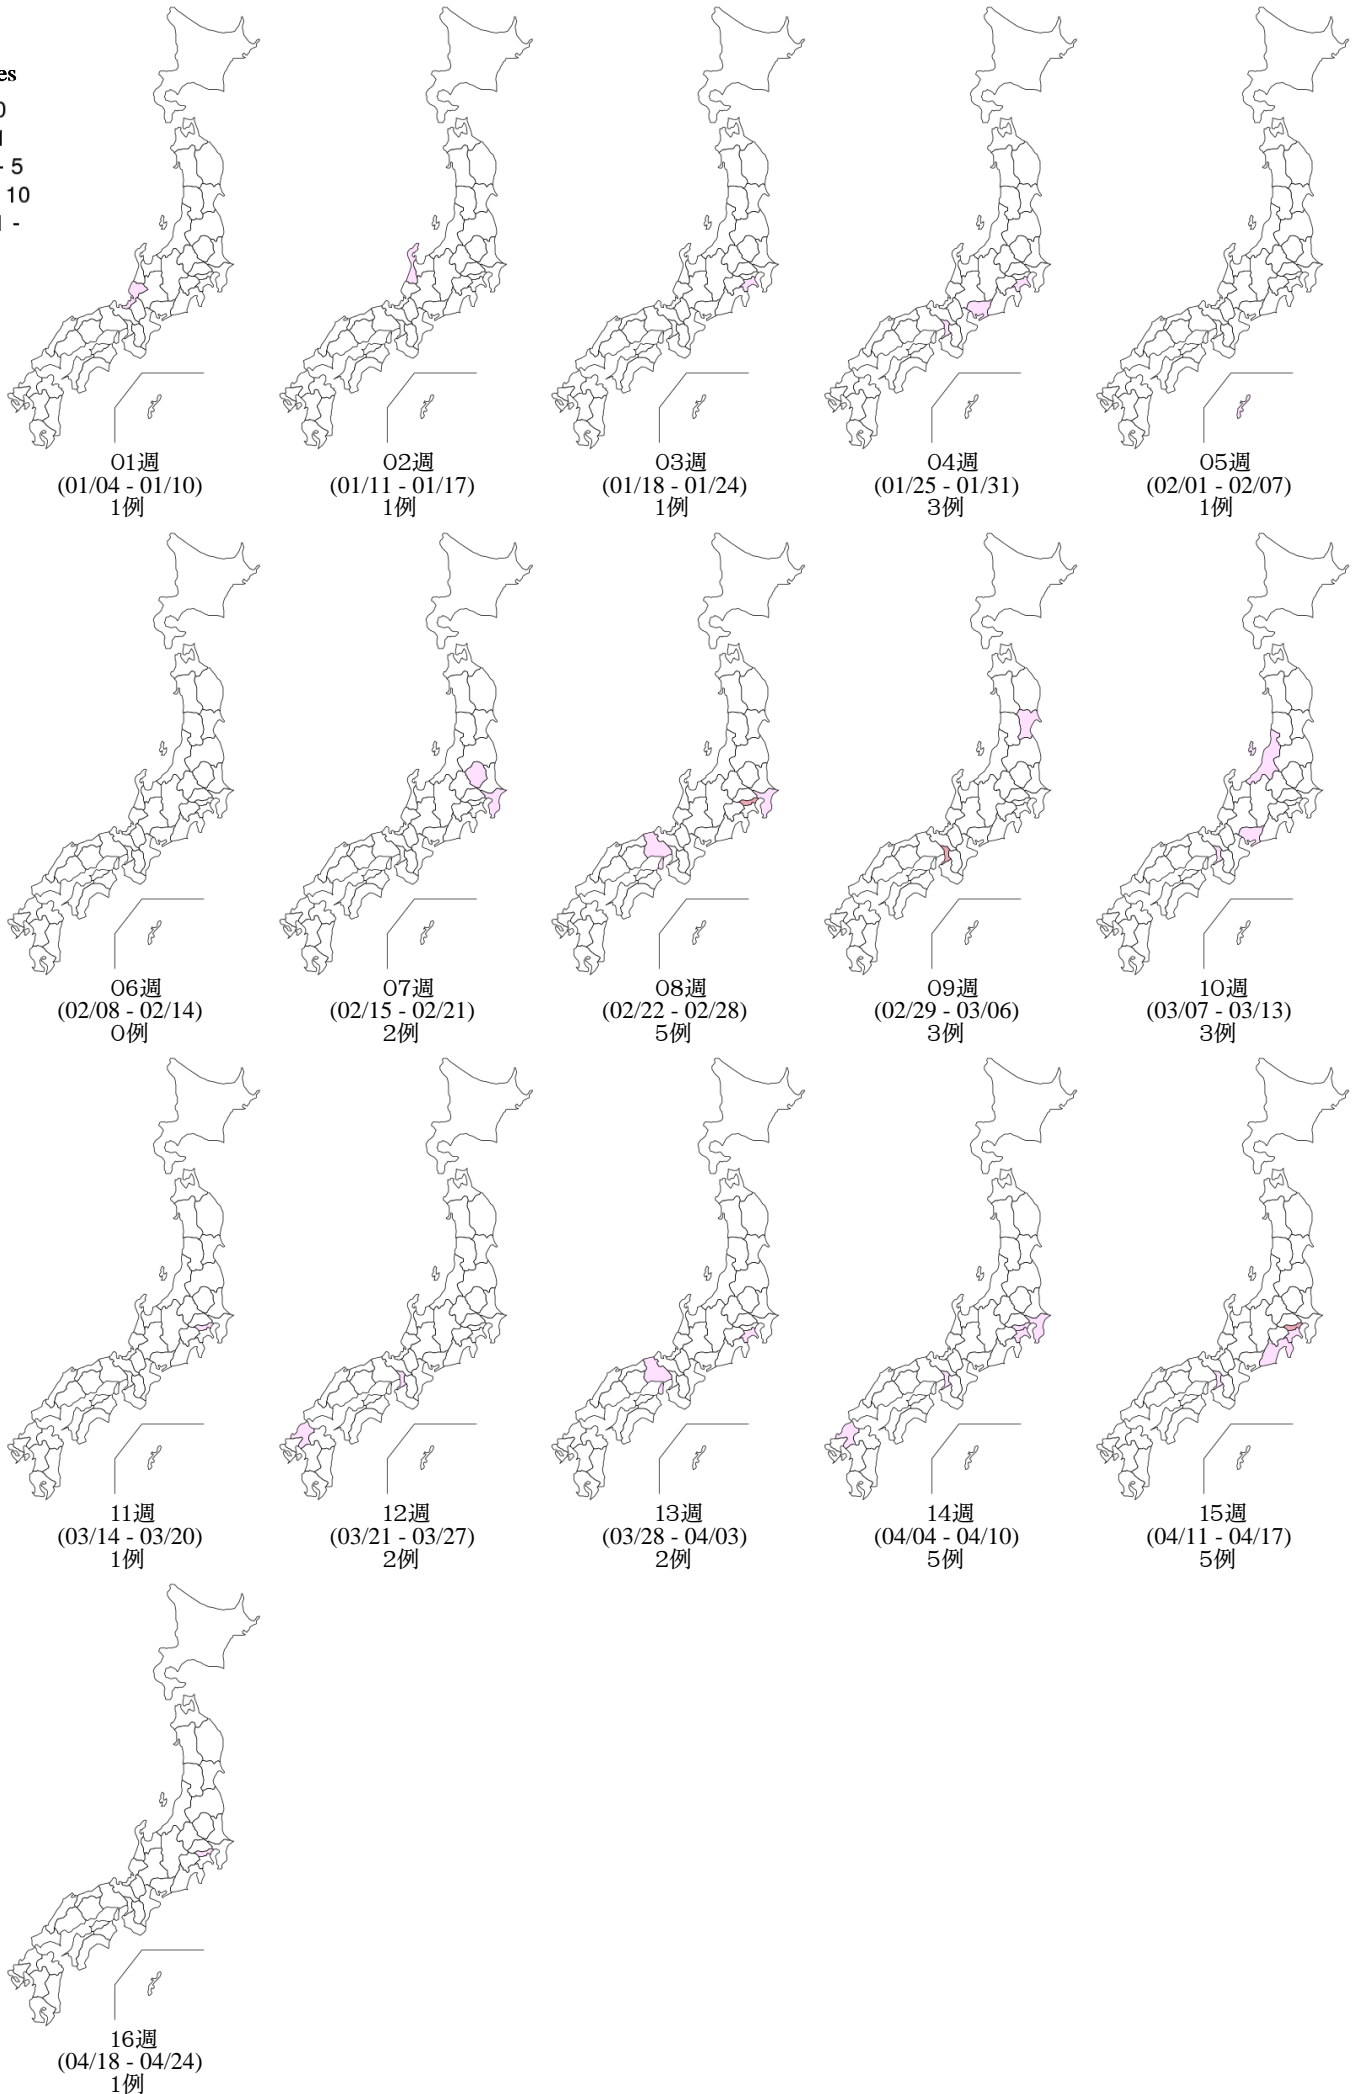 es
0
1
- 5
10
1 -
01週
(01/04 - 01/10)
1例
02週
(01/11 - 01/17)
1例
03週
(01/18 - 01/24)
1例
04週
(01/25 - 01/31)
3例
05週
(02/01 - 02/07)
1例
06週
(02/08 - 02/14)
0例
07週
(02/15 - 02/21)
2例
08週
(02/22 - 02/28)
5例
09週
(02/29 - 03/06)
3例
10週
(03/07 - 03/13)
3例
11週
(03/14 - 03/20)
1例
12週
(03/21 - 03/27)
2例
13週
(03/28 - 04/03)
2例
14週
(04/04 - 04/10)
5例
15週
(04/11 - 04/17)
5例
16週
(04/18 - 04/24)
1例